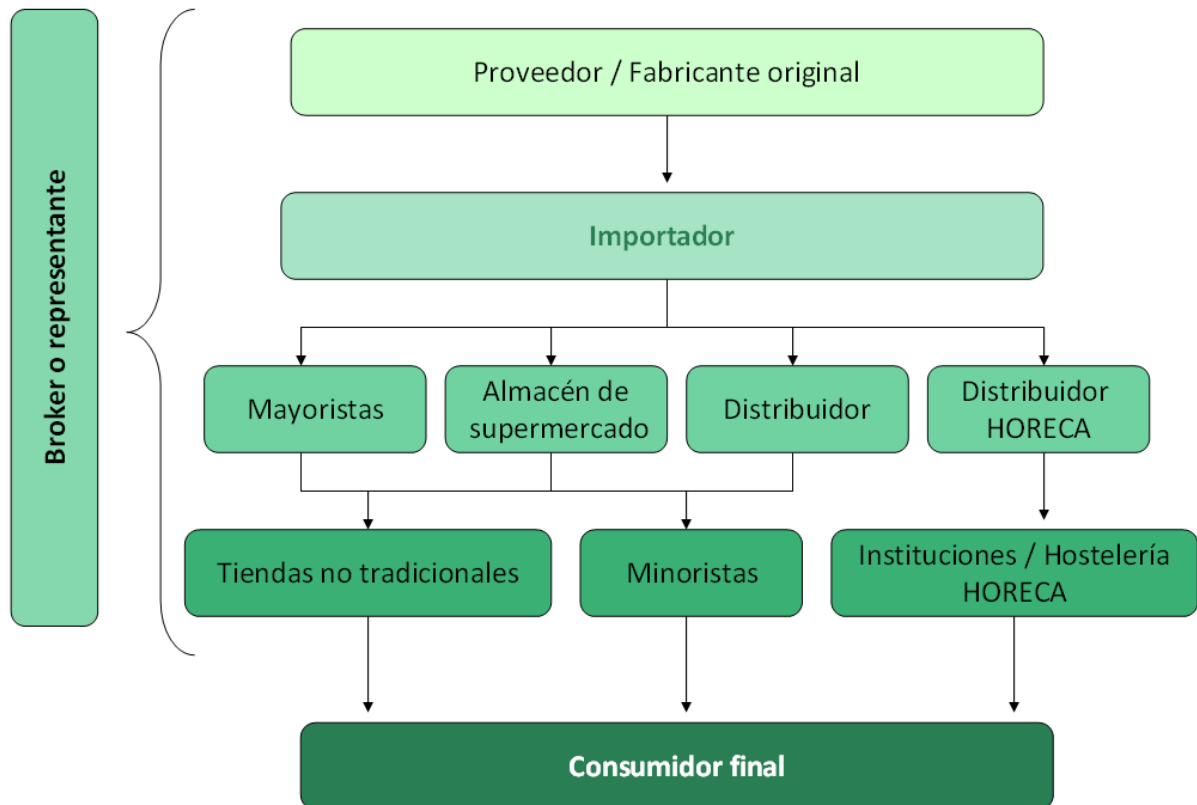 Broker o representante
Proveedor / Fabricante original
Importador
Mayoristas
Almacén de
supermercado
Distribuidor
Distribuidor
HORECA
Tiendas no tradicionales
Minoristas
Instituciones / Hostelería
HORECA
Consumidor final